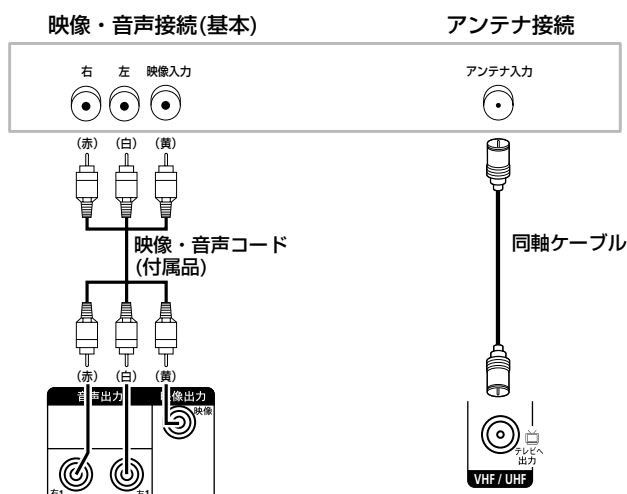 映像・音声接続(基本)
アンテナ接続
右 左 映像入力
アンテナ入力
(赤) (白) (黄)
映像・音声コード
(付属品)
同軸ケーブル
(赤) (白) (黄)
音声出力
映像出力
映像
テレビへ
出力
VHF / UHF
右1
左1